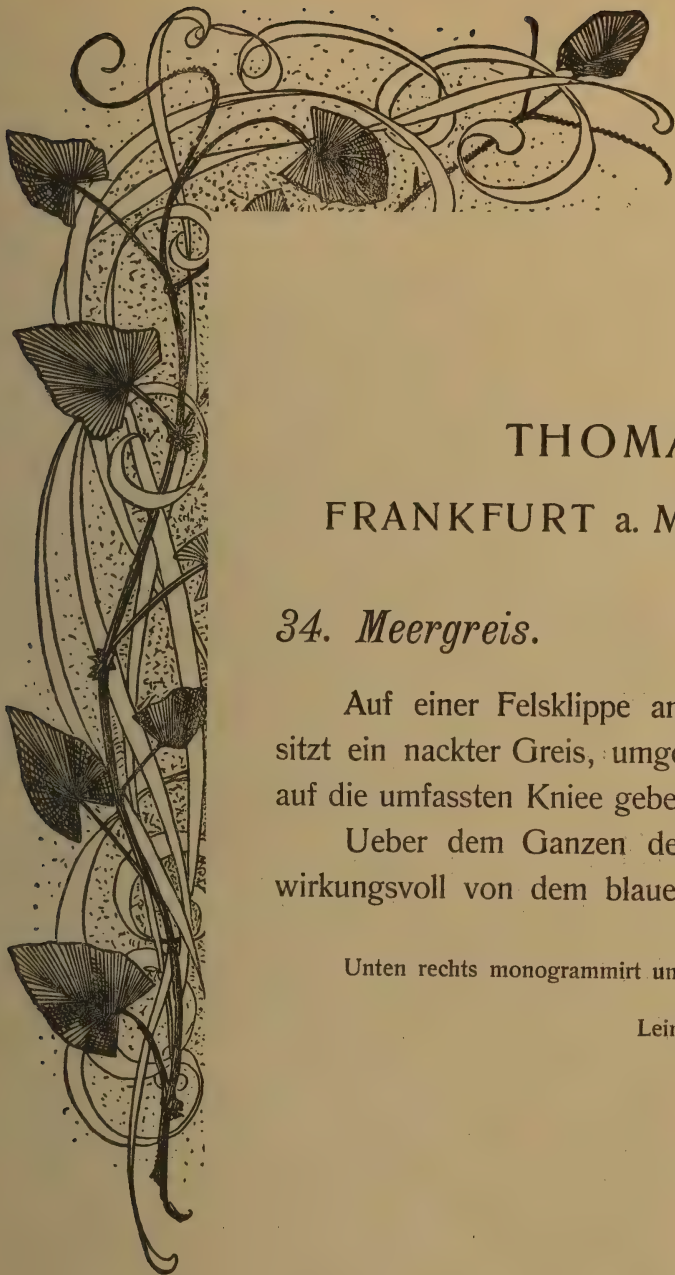 THOMA
FRANKFURT a. M
34. Meergreis.
Auf einer Felsklippe an
sitzt ein nackter Greis, umge
auf die umfassten Kniee gebe
Ueber dem Ganzen de
wirkungsvoll von dem blaue
Unten rechts monogrammirt un
Lein